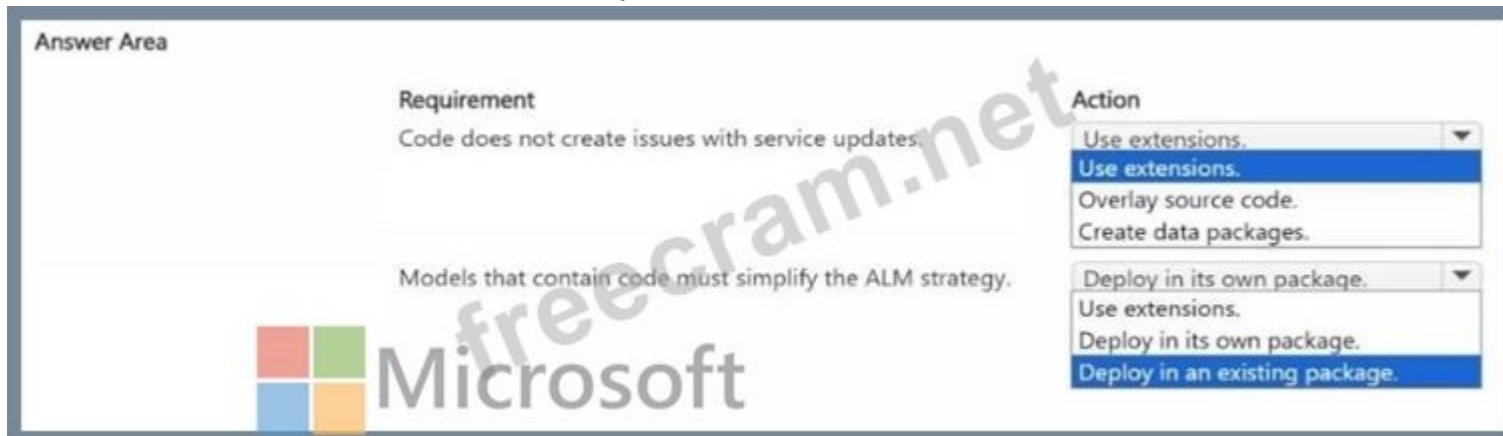 Answer Area
Requirement Action
Code does not create issues with service updates. Use extensions.
Use extensions.
Overlay source code.
Create data packages.
Models that contain code must simplify the ALM strategy. Deploy in its own package.
Use extensions.
Deploy in its own package.
Deploy in an existing package.
freecram.net
Microsoft